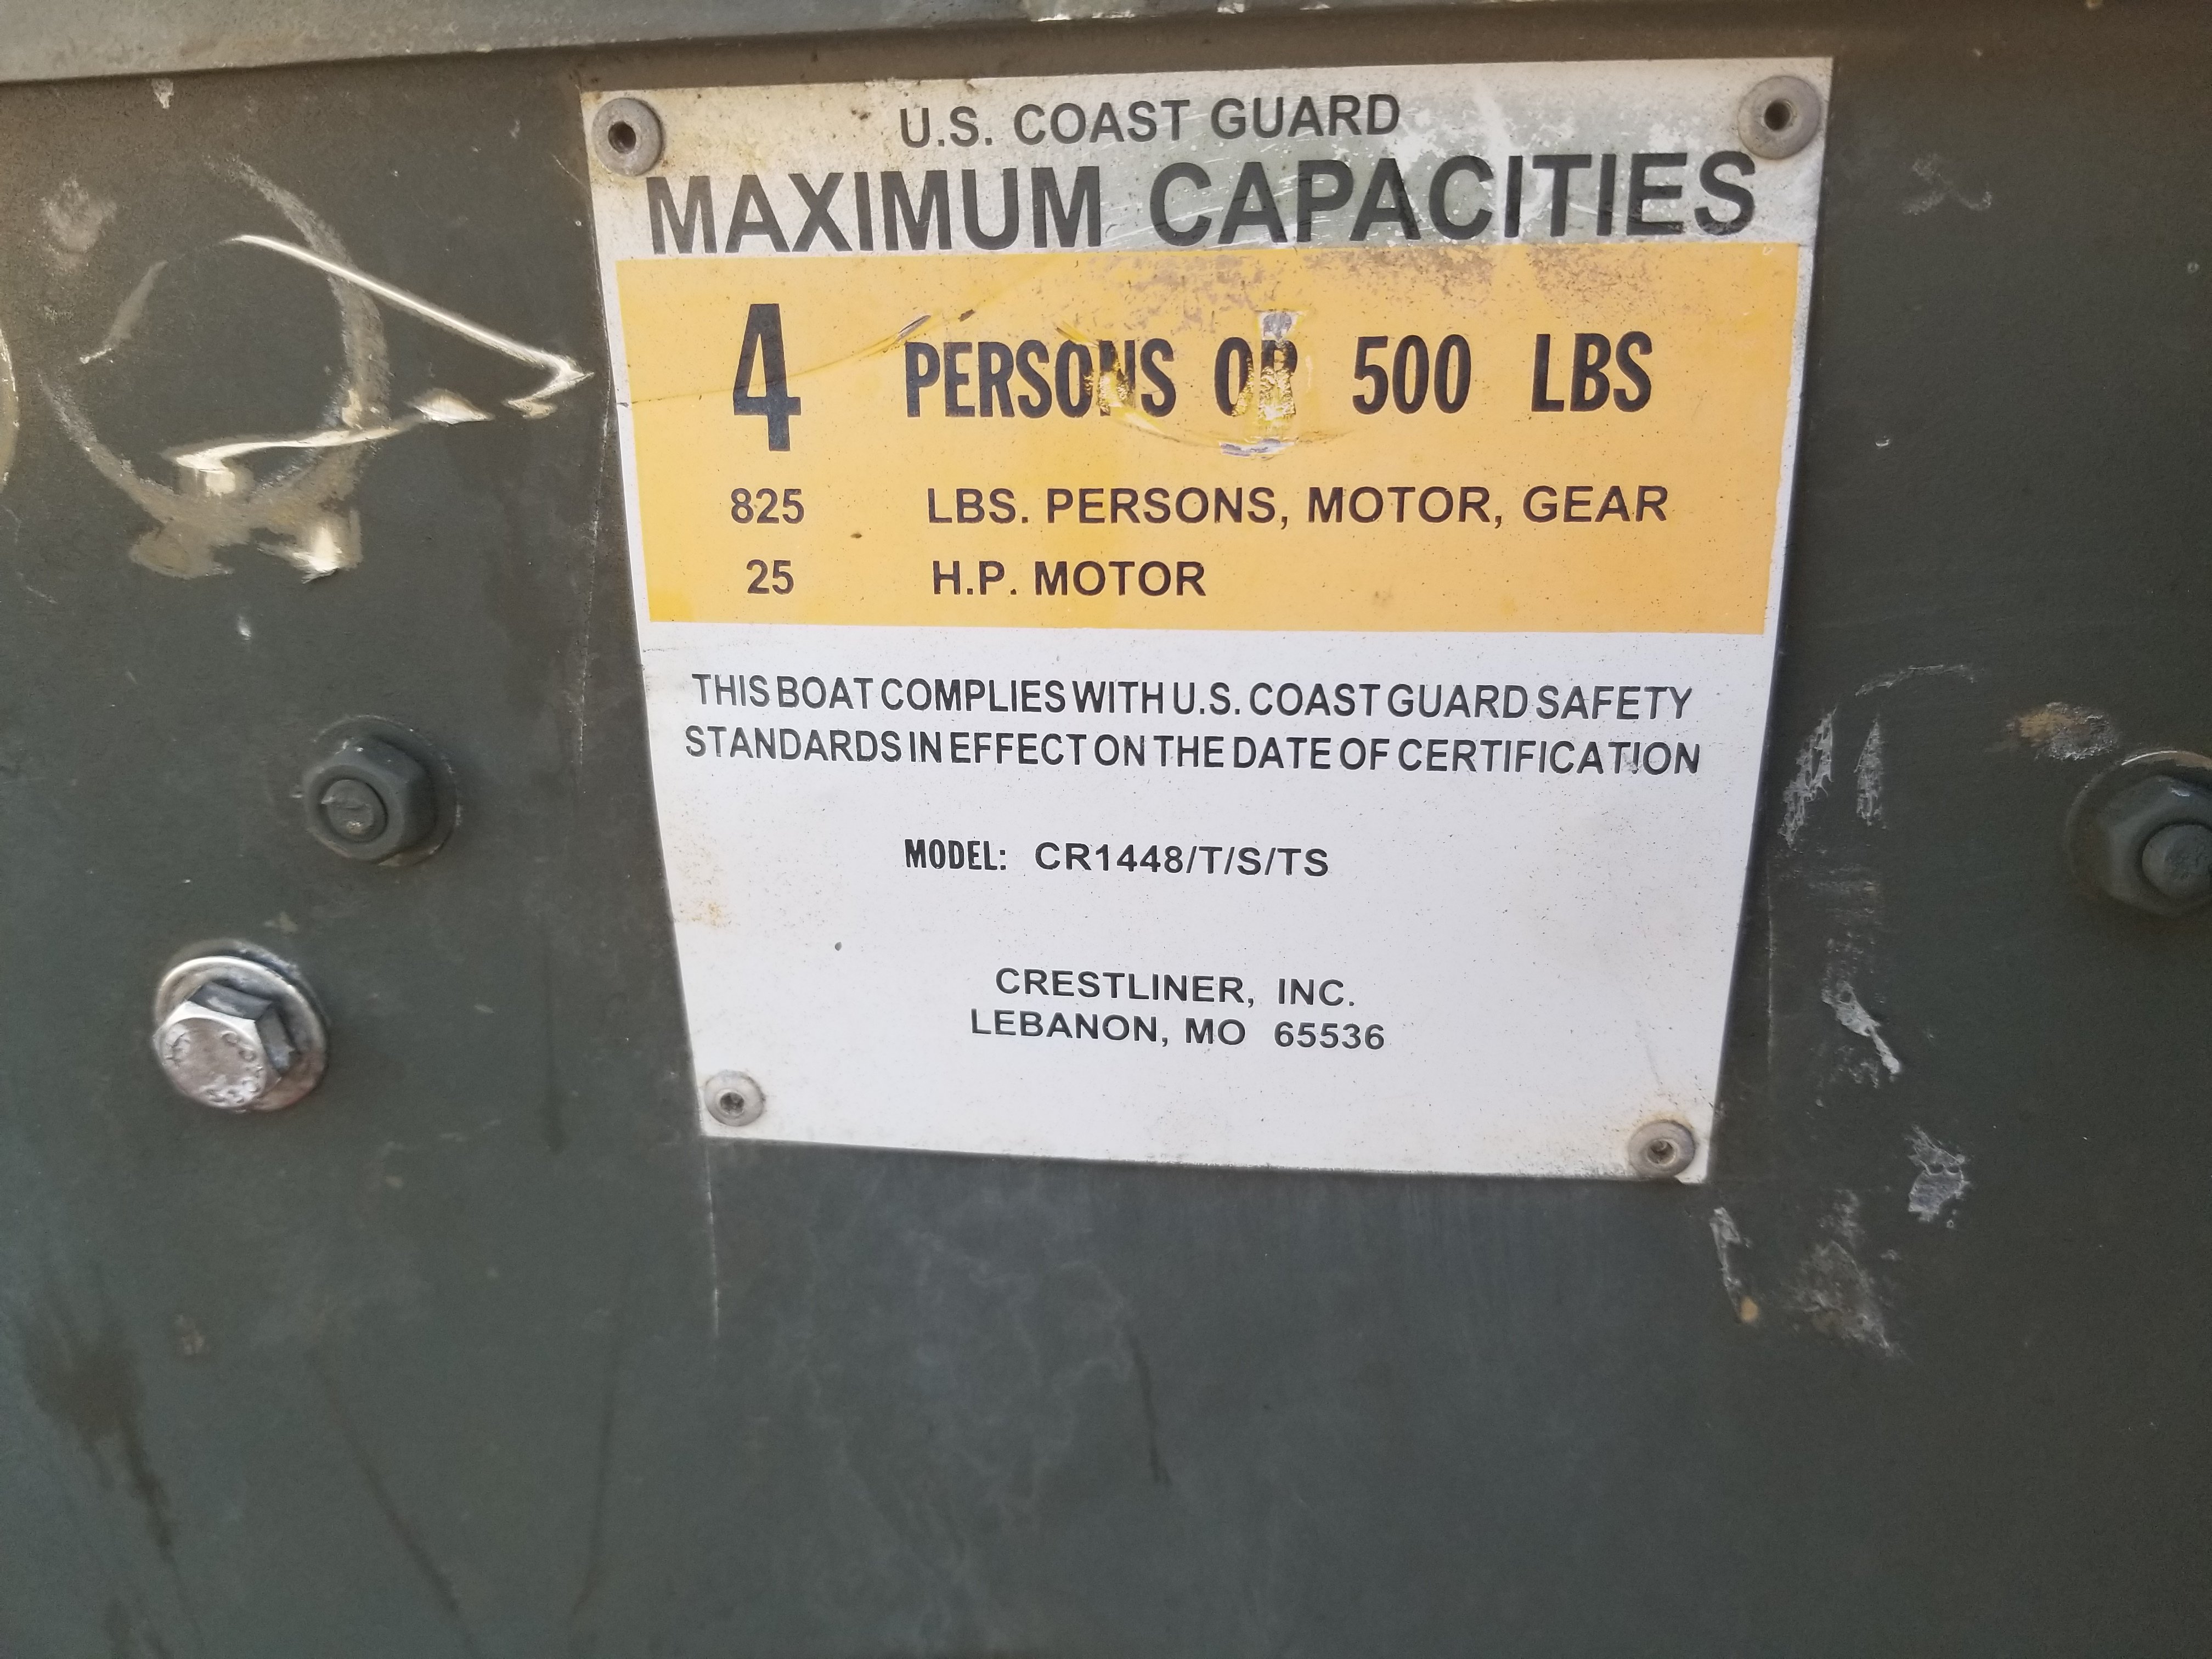 U.S. COAST GUARD
MAXIMUM CAPACITIES
4 PERSONS OR 500 LBS
825 LBS. PERSONS, MOTOR, GEAR
25 H.P. MOTOR
THIS BOAT COMPLIES WITH U.S. COAST GUARD SAFETY
STANDARDS IN EFFECT ON THE DATE OF CERTIFICATION
MODEL: CR1448/T/S/TS
CRESTLINER, INC.
LEBANON, MO 65536